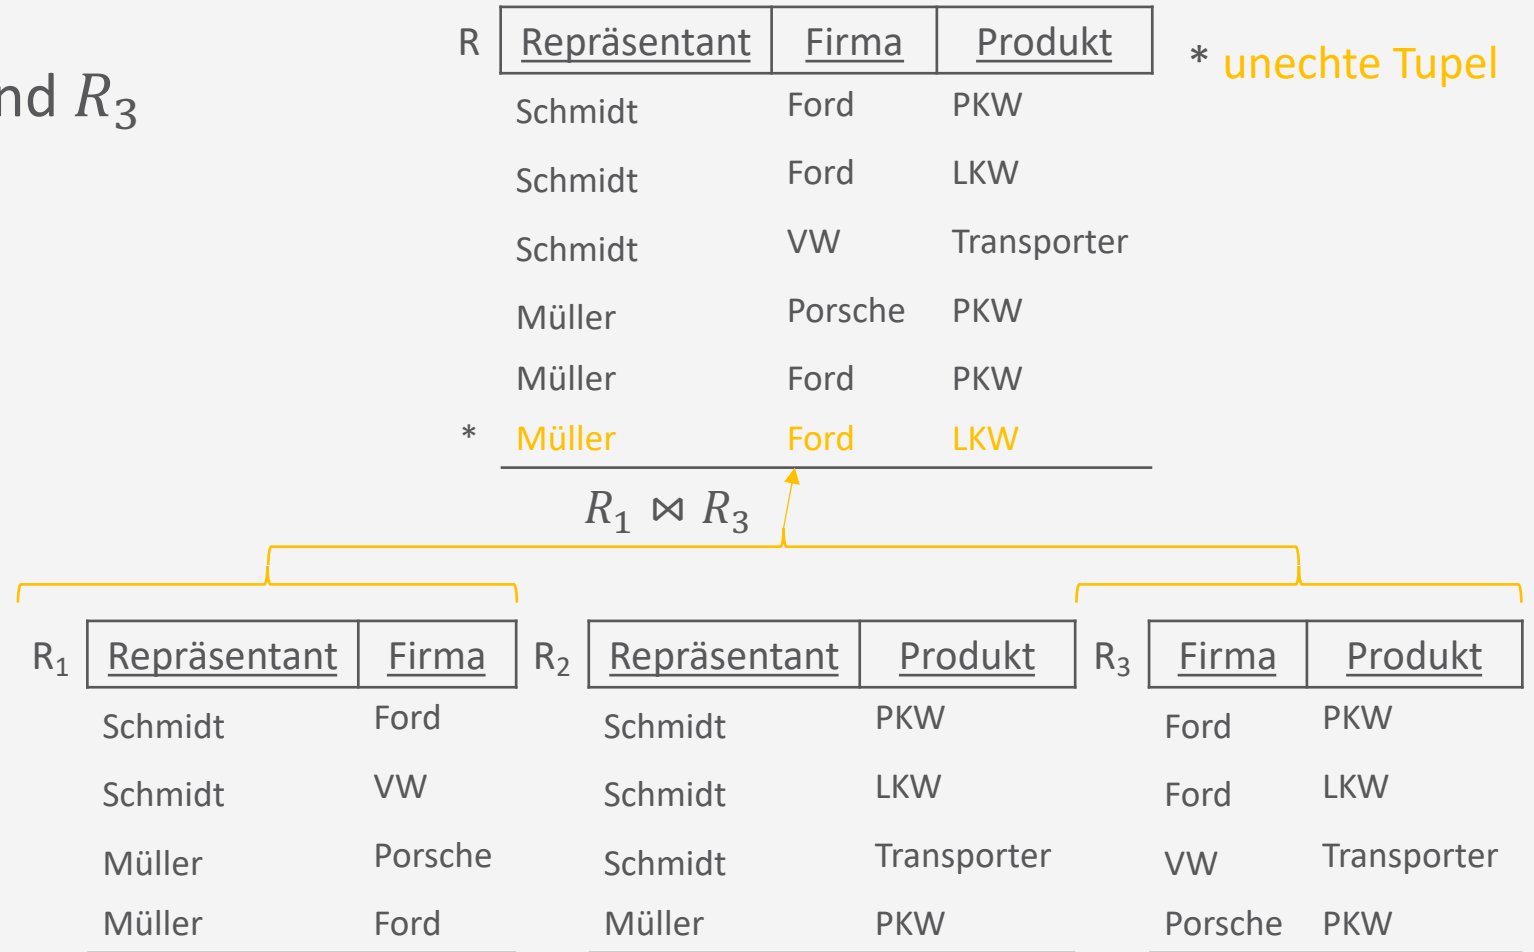 nd R₃
* unechte Tupel
R Repräsentant Firma Produkt
Schmidt Ford PKW
Schmidt Ford LKW
Schmidt VW Transporter
Müller Porsche PKW
Müller Ford PKW
* Müller Ford LKW
R₁ ⋈ R₃
R₁ Repräsentant Firma
Schmidt Ford
Schmidt VW
Müller Porsche
Müller Ford
R₂ Repräsentant Produkt
Schmidt PKW
Schmidt LKW
Schmidt Transporter
Müller PKW
R₃ Firma Produkt
Ford PKW
Ford LKW
VW Transporter
Porsche PKW